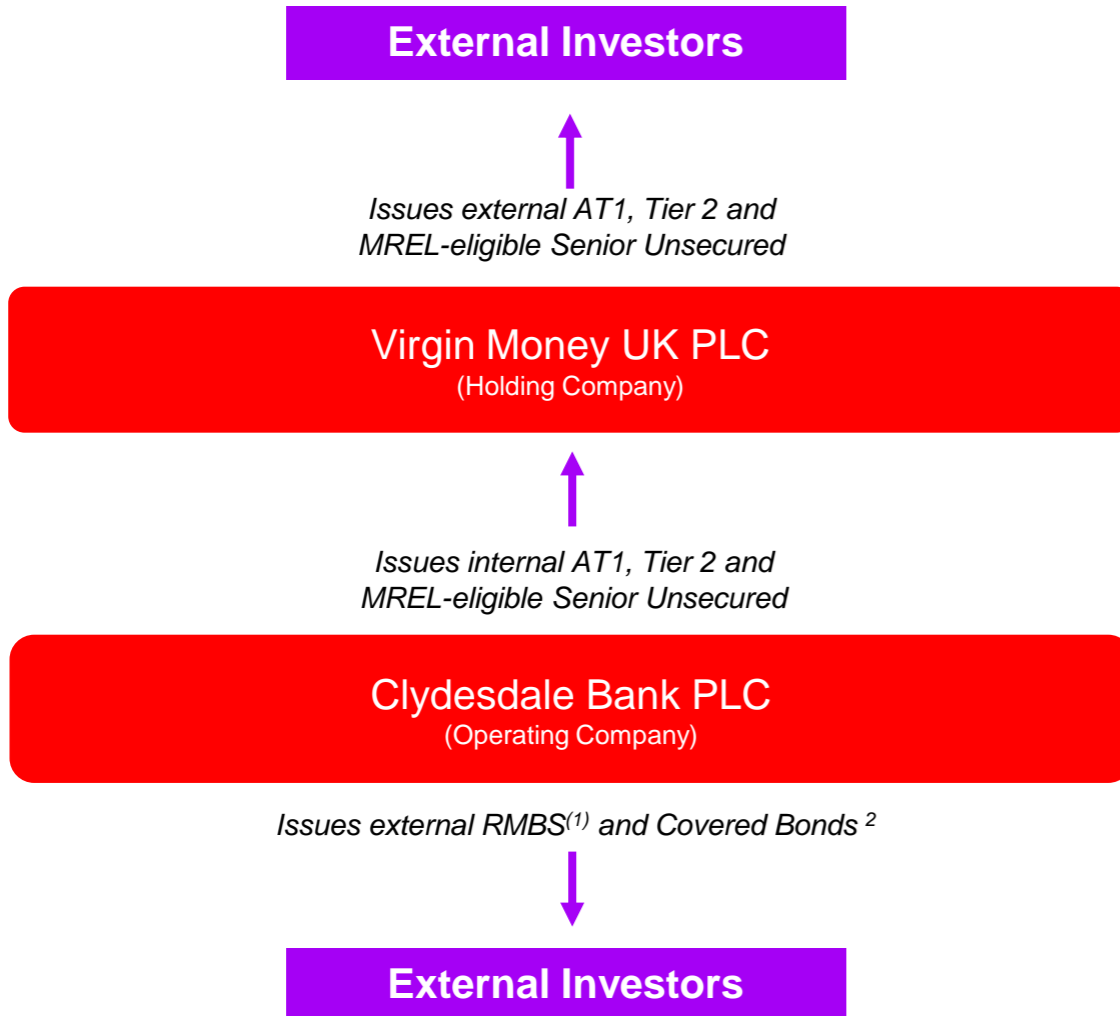 External Investors
Issues external AT1, Tier 2 and
MREL-eligible Senior Unsecured
Virgin Money UK PLC
(Holding Company)
Issues internal AT1, Tier 2 and
MREL-eligible Senior Unsecured
Clydesdale Bank PLC
(Operating Company)
Issues external RMBS(1) and Covered Bonds 2
External Investors